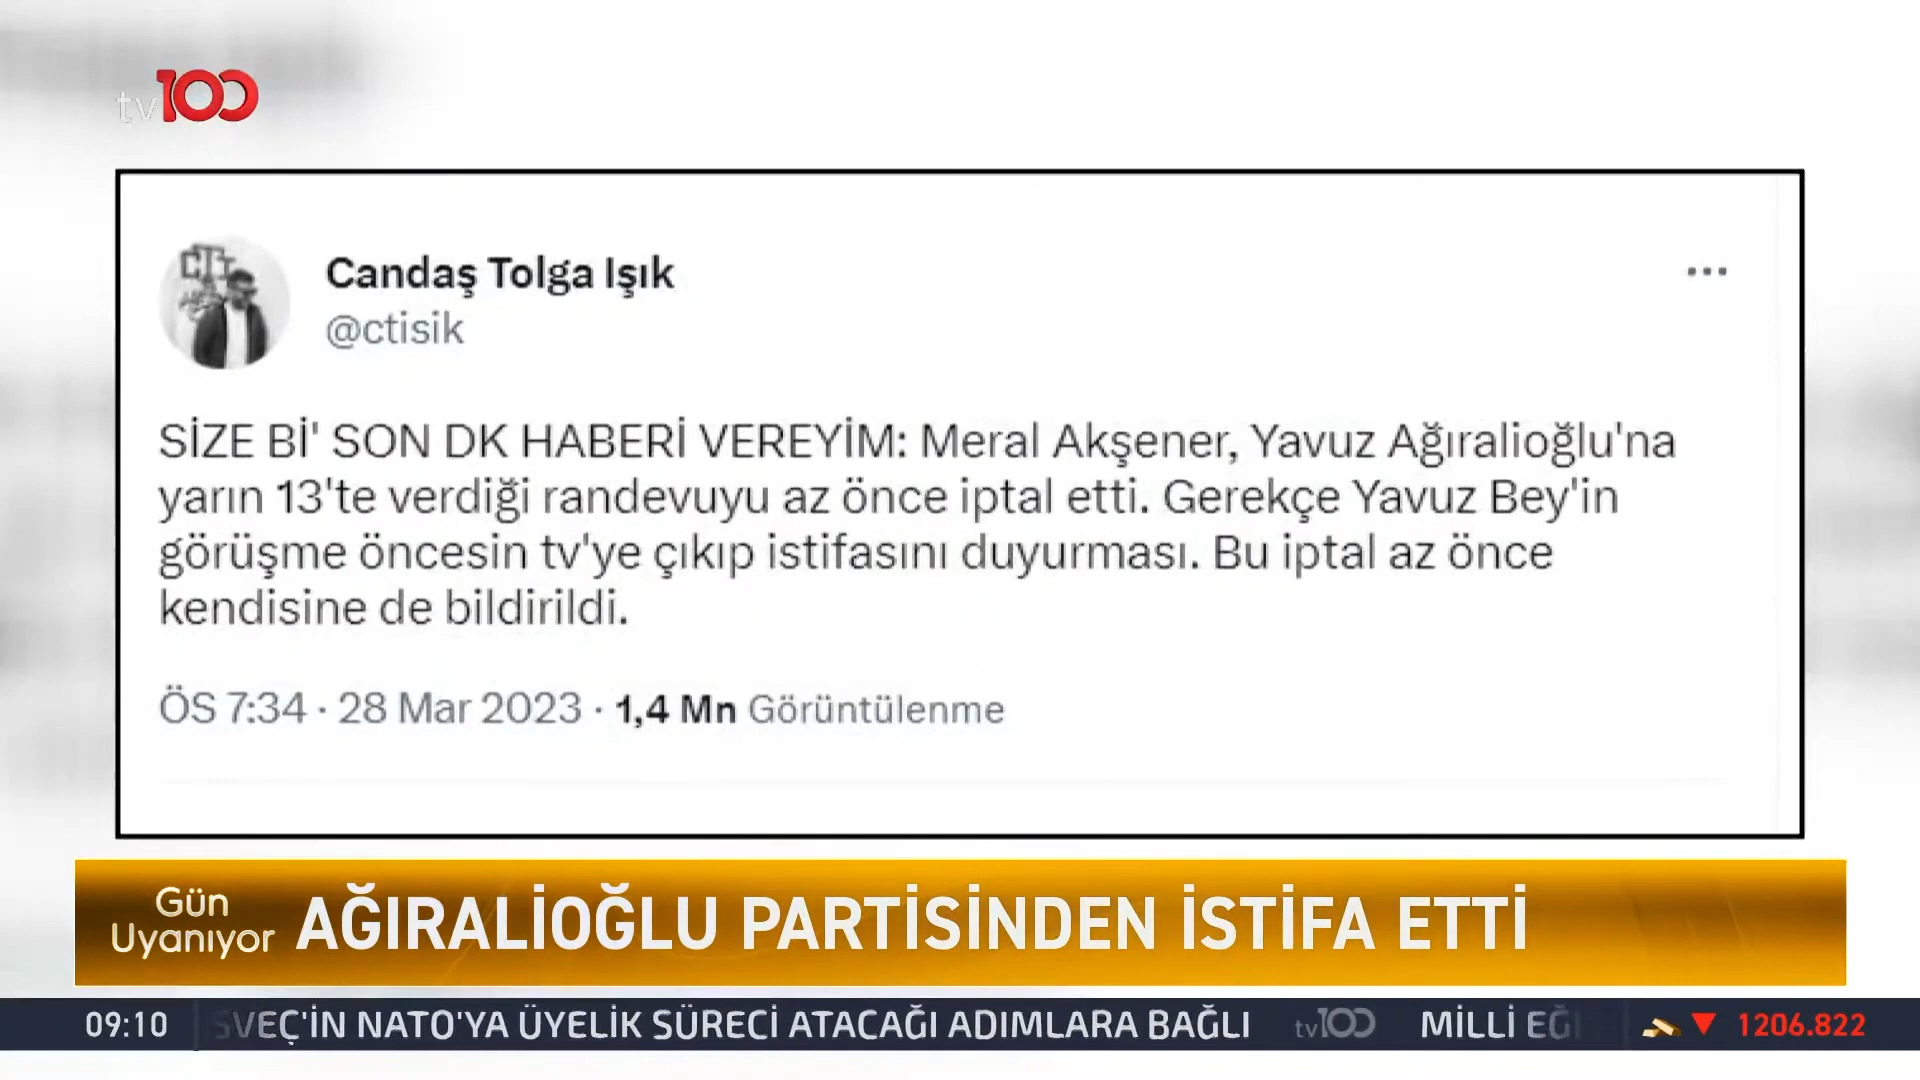 tv100
Candaş Tolga Işık
@ctisik
SİZE Bİ' SON DK HABERİ VEREYİM: Meral Akşener, Yavuz Ağıralioğlu'na
yarın 13'te verdiği randevuyu az önce iptal etti. Gerekçe Yavuz Bey'in
görüşme öncesin tv'ye çıkıp istifasını duyurması. Bu iptal az önce
kendisine de bildirildi.
ÖS 7:34 · 28 Mar 2023 · 1,4 Mn Görüntülenme
Gün
Uyanıyor
AĞIRALİOĞLU PARTİSİNDEN İSTİFA ETTİ
09:10 SVEÇ'İN NATO'YA ÜYELİK SÜRECİ ATACAĞI ADIMLARA BAĞLI tv100 MİLLİ EĞİ 1206.822